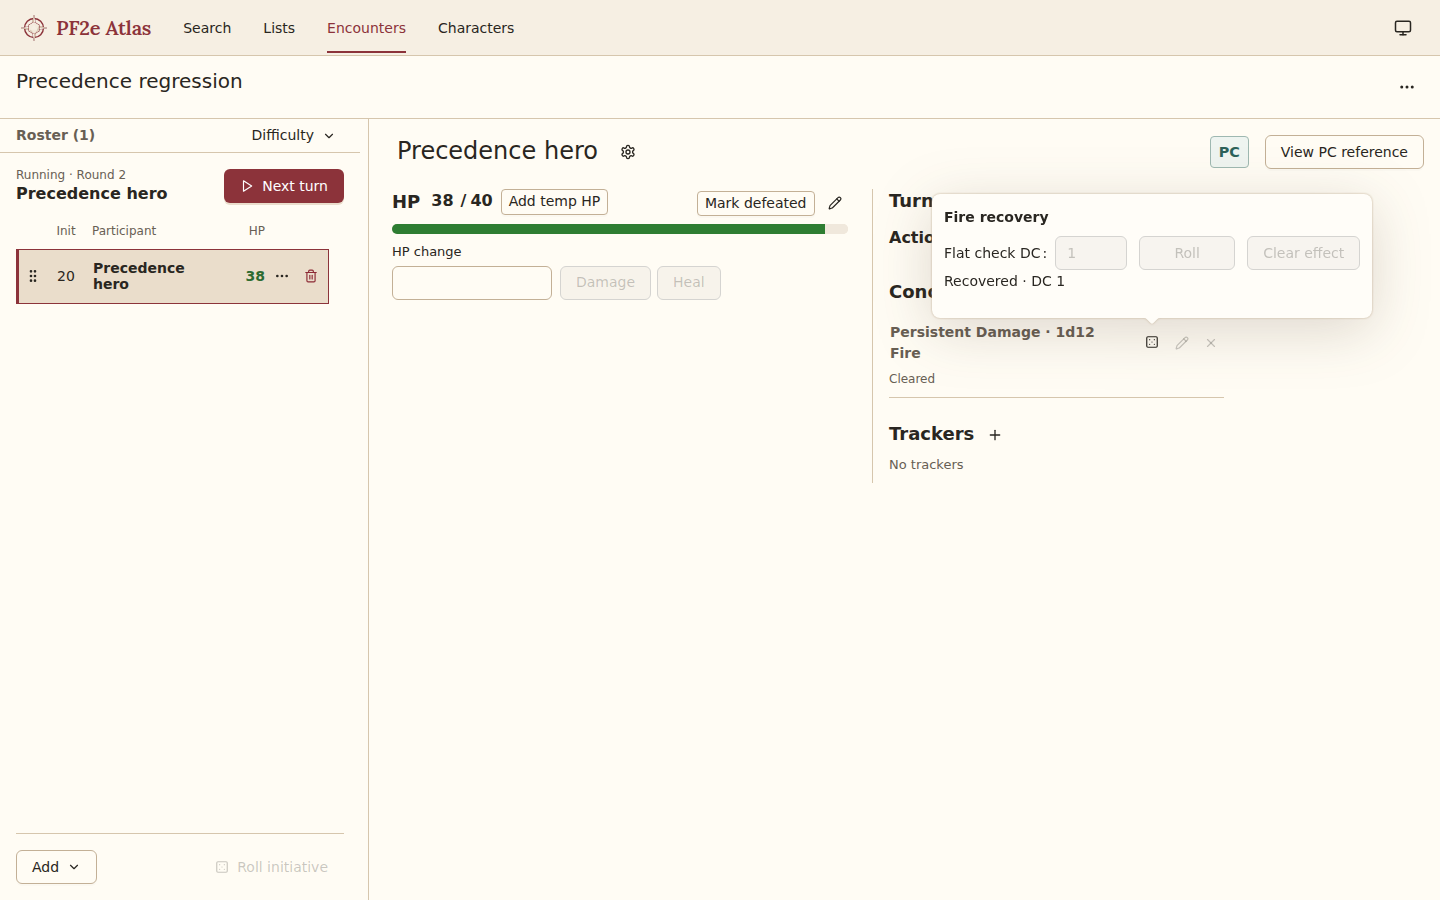 PF2e Atlas
Search
Lists
Encounters
Characters
Precedence regression
Roster (1)
Difficulty
Running · Round 2
Precedence hero
Next turn
Init
Participant
HP
20
Precedence
hero
38
Add
Roll initiative
Precedence hero
PC
View PC reference
HP
38 / 40
Add temp HP
Mark defeated
HP change
Damage
Heal
Turn
Actio
Fire recovery
Flat check DC:
1
Roll
Clear effect
Recovered · DC 1
Persistent Damage · 1d12
Fire
Cleared
Trackers
No trackers